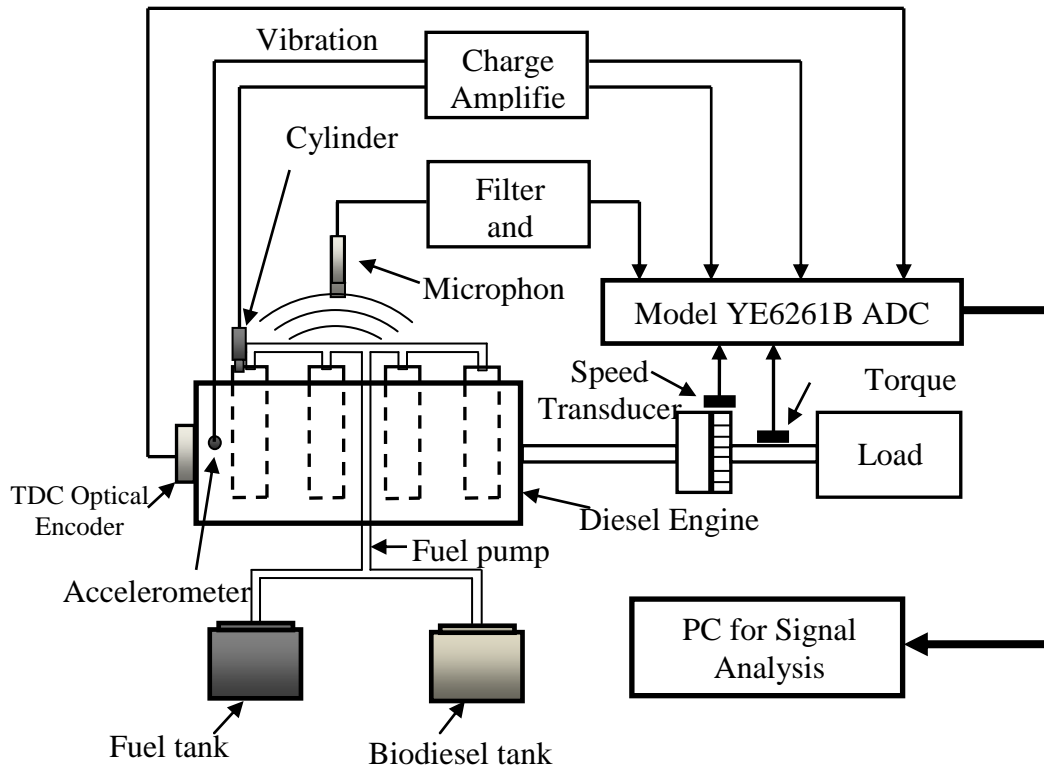 Vibration
Charge
Amplifie
Cylinder
Filter
and
Microphon
Model YE6261B ADC
Speed
Transducer
Torque
Load
TDC Optical
Encoder
Diesel Engine
Fuel pump
Accelerometer
PC for Signal
Analysis
Fuel tank
Biodiesel tank